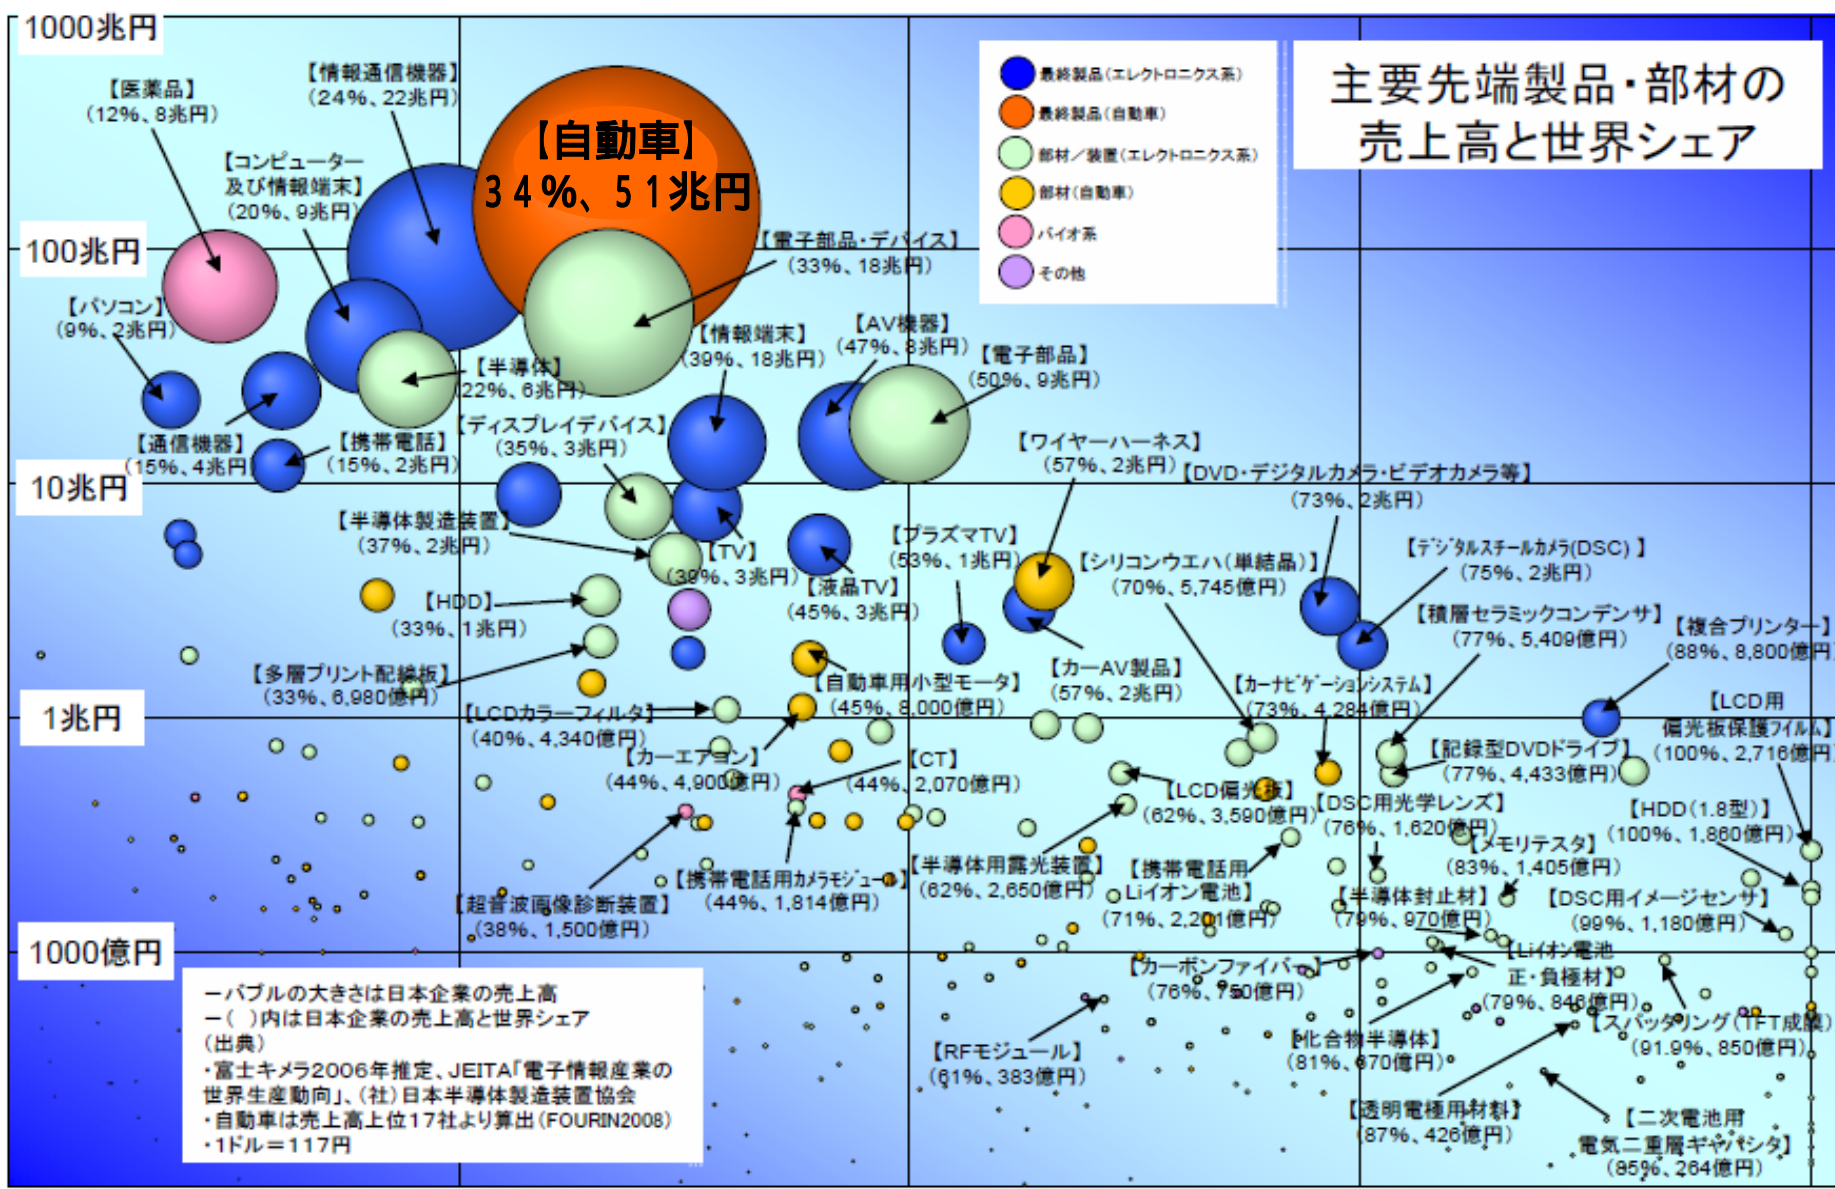 1000兆円
100兆円
10兆円
1兆円
1000億円
主要先端製品・部材の
売上高と世界シェア
最終製品(エレクトロニクス系)
最終製品(自動車)
部材／装置(エレクトロニクス系)
部材(自動車)
バイオ系
その他
【医薬品】
(12%、8兆円)
【情報通信機器】
(24%、22兆円)
【自動車】
34%、51兆円
【コンピューター
及び情報端末】
(20%、9兆円)
【電子部品・デバイス】
(33%、18兆円)
【パソコン】
(9%、2兆円)
【半導体】
(22%、6兆円)
【情報端末】
(39%、18兆円)
【AV機器】
(47%、8兆円)
【電子部品】
(50%、9兆円)
【通信機器】
(15%、4兆円)
【携帯電話】
(15%、2兆円)
【ディスプレイデバイス】
(35%、3兆円)
【ワイヤーハーネス】
(57%、2兆円)
【DVD・デジタルカメラ・ビデオカメラ等】
(73%、2兆円)
【半導体製造装置】
(37%、2兆円)
【TV】
(39%、3兆円)
【液晶TV】
(45%、3兆円)
【プラズマTV】
(53%、1兆円)
【シリコンウエハ(単結晶)】
(70%、5,745億円)
【デジタルスチールカメラ(DSC) 】
(75%、2兆円)
【HDD】
(33%、1兆円)
【積層セラミックコンデンサ】
(77%、5,409億円)
【複合プリンター】
(88%、8,800億円)
【多層プリント配線板】
(33%、6,980億円)
【自動車用小型モータ】
(45%、8,000億円)
【カーAV製品】
(57%、2兆円)
【カーナビゲーションシステム】
(73%、4,284億円)
【LCD用
偏光板保護フイルム】
(100%、2,716億円)
【LCDカラーフィルタ】
(40%、4,340億円)
【カーエアコン】
(44%、4,900億円)
【CT】
(44%、2,070億円)
【LCD偏光板】
(62%、3,590億円)
【記録型DVDドライブ】
(77%、4,433億円)
【DSC用光学レンズ】
(76%、1,620億円)
【HDD(1.8型)】
(100%、1,860億円)
【超音波画像診断装置】
(38%、1,500億円)
【携帯電話用カメラモジュール】
(44%、1,814億円)
【半導体用露光装置】
(62%、2,650億円)
【携帯電話用
Liイオン電池】
(71%、2,201億円)
【メモリテスタ】
(83%、1,405億円)
【半導体封止材】
(79%、970億円)
【DSC用イメージセンサ】
(99%、1,180億円)
【カーボンファイバー】
(76%、750億円)
【Liイオン電池
正・負極材】
(79%、846億円)
【RFモジュール】
(61%、383億円)
【化合物半導体】
(81%、670億円)
【スパッタリング(TFT成膜)
(91.9%、850億円)
【透明電極用材料】
(87%、426億円)
【二次電池用
電気二重層キャパシタ】
(85%、264億円)
－バブルの大きさは日本企業の売上高
－( )内は日本企業の売上高と世界シェア
(出典)
・富士キメラ2006年推定、JEITA「電子情報産業の
世界生産動向」、(社)日本半導体製造装置協会
・自動車は売上高上位17社より算出(FOURIN2008)
・1ドル＝117円